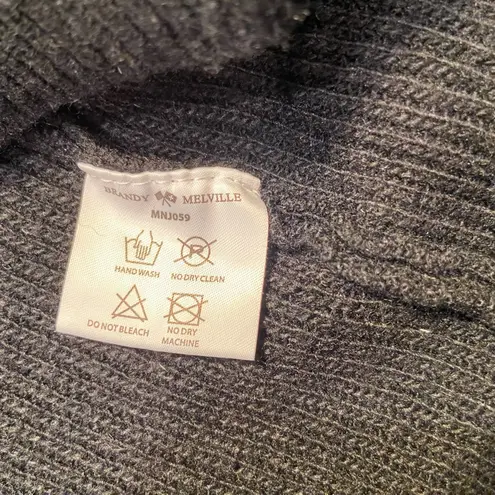 BRANDY MELVILLE
MNJ059
P
HAND WASH NO DRY CLEAN
DO NOT BLEACH NO DRY
MACHINE